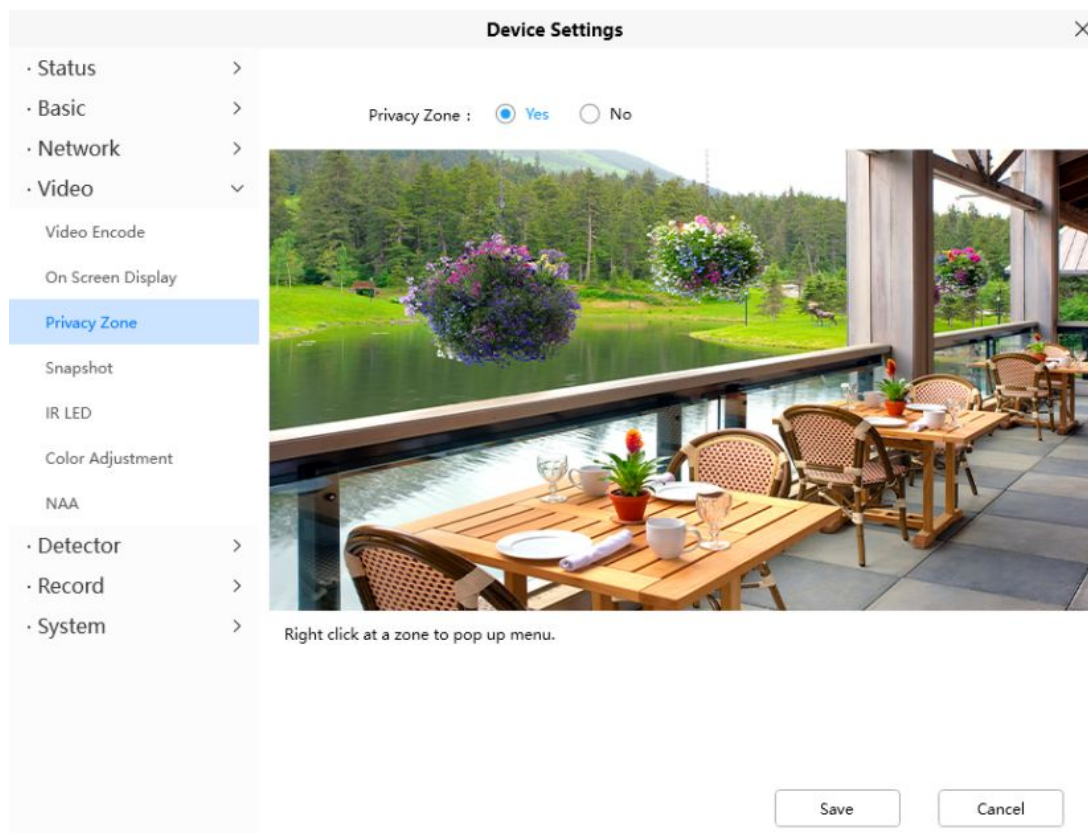 Device Settings
· Status
· Basic
· Network
· Video
Video Encode
On Screen Display
Privacy Zone
Snapshot
IR LED
Color Adjustment
NAA
· Detector
· Record
· System
Privacy Zone : Yes No
Right click at a zone to pop up menu.
Save Cancel